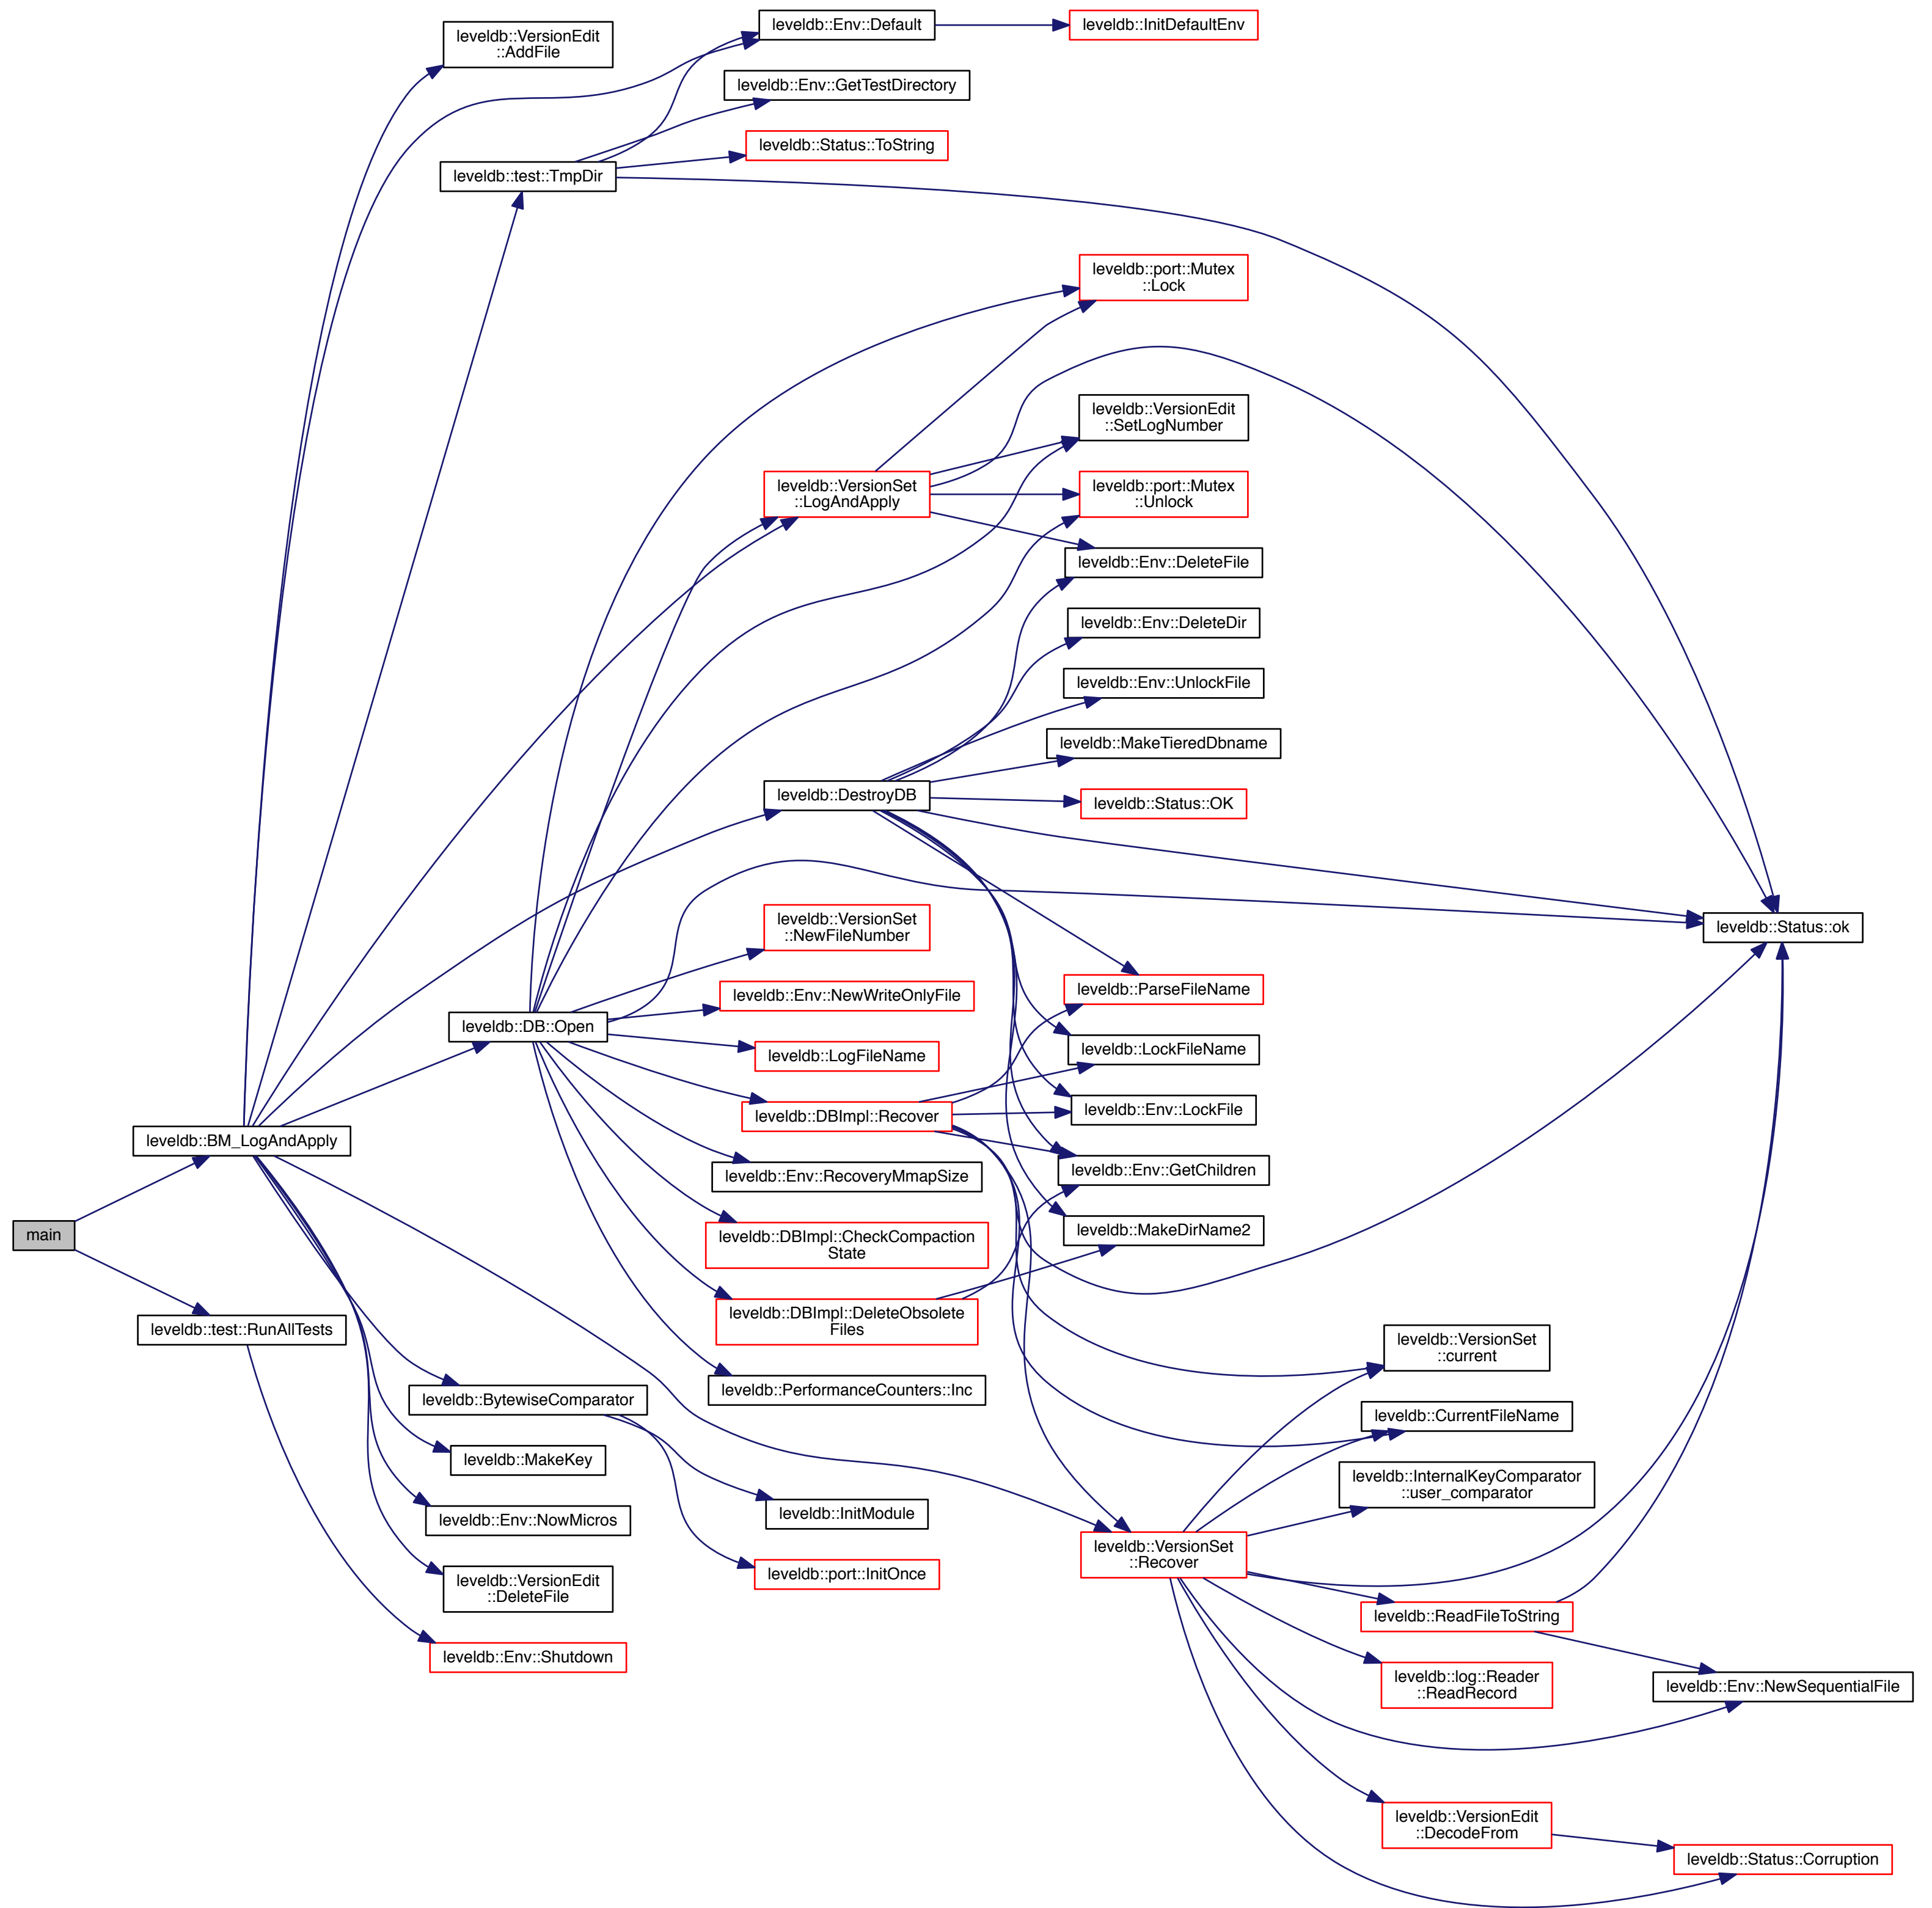 leveldb::VersionEdit
::AddFile
leveldb::Env::Default
leveldb::InitDefaultEnv
leveldb::Env::GetTestDirectory
leveldb::Status::ToString
leveldb::test::TmpDir
leveldb::port::Mutex
::Lock
leveldb::VersionEdit
::SetLogNumber
leveldb::VersionSet
::LogAndApply
leveldb::port::Mutex
::Unlock
leveldb::Env::DeleteFile
leveldb::Env::DeleteDir
leveldb::Env::UnlockFile
leveldb::MakeTieredDbname
leveldb::DestroyDB
leveldb::Status::OK
leveldb::Status::ok
leveldb::VersionSet
::NewFileNumber
leveldb::ParseFileName
leveldb::Env::NewWriteOnlyFile
leveldb::DB::Open
leveldb::LogFileName
leveldb::LockFileName
leveldb::DBImpl::Recover
leveldb::Env::LockFile
leveldb::BM_LogAndApply
leveldb::Env::RecoveryMmapSize
leveldb::Env::GetChildren
main
leveldb::DBImpl::CheckCompaction
State
leveldb::MakeDirName2
leveldb::test::RunAllTests
leveldb::DBImpl::DeleteObsolete
Files
leveldb::VersionSet
::current
leveldb::PerformanceCounters::Inc
leveldb::BytewiseComparator
leveldb::CurrentFileName
leveldb::MakeKey
leveldb::InternalKeyComparator
::user_comparator
leveldb::Env::NowMicros
leveldb::InitModule
leveldb::VersionSet
::Recover
leveldb::port::InitOnce
leveldb::VersionEdit
::DeleteFile
leveldb::ReadFileToString
leveldb::Env::Shutdown
leveldb::log::Reader
::ReadRecord
leveldb::Env::NewSequentialFile
leveldb::VersionEdit
::DecodeFrom
leveldb::Status::Corruption